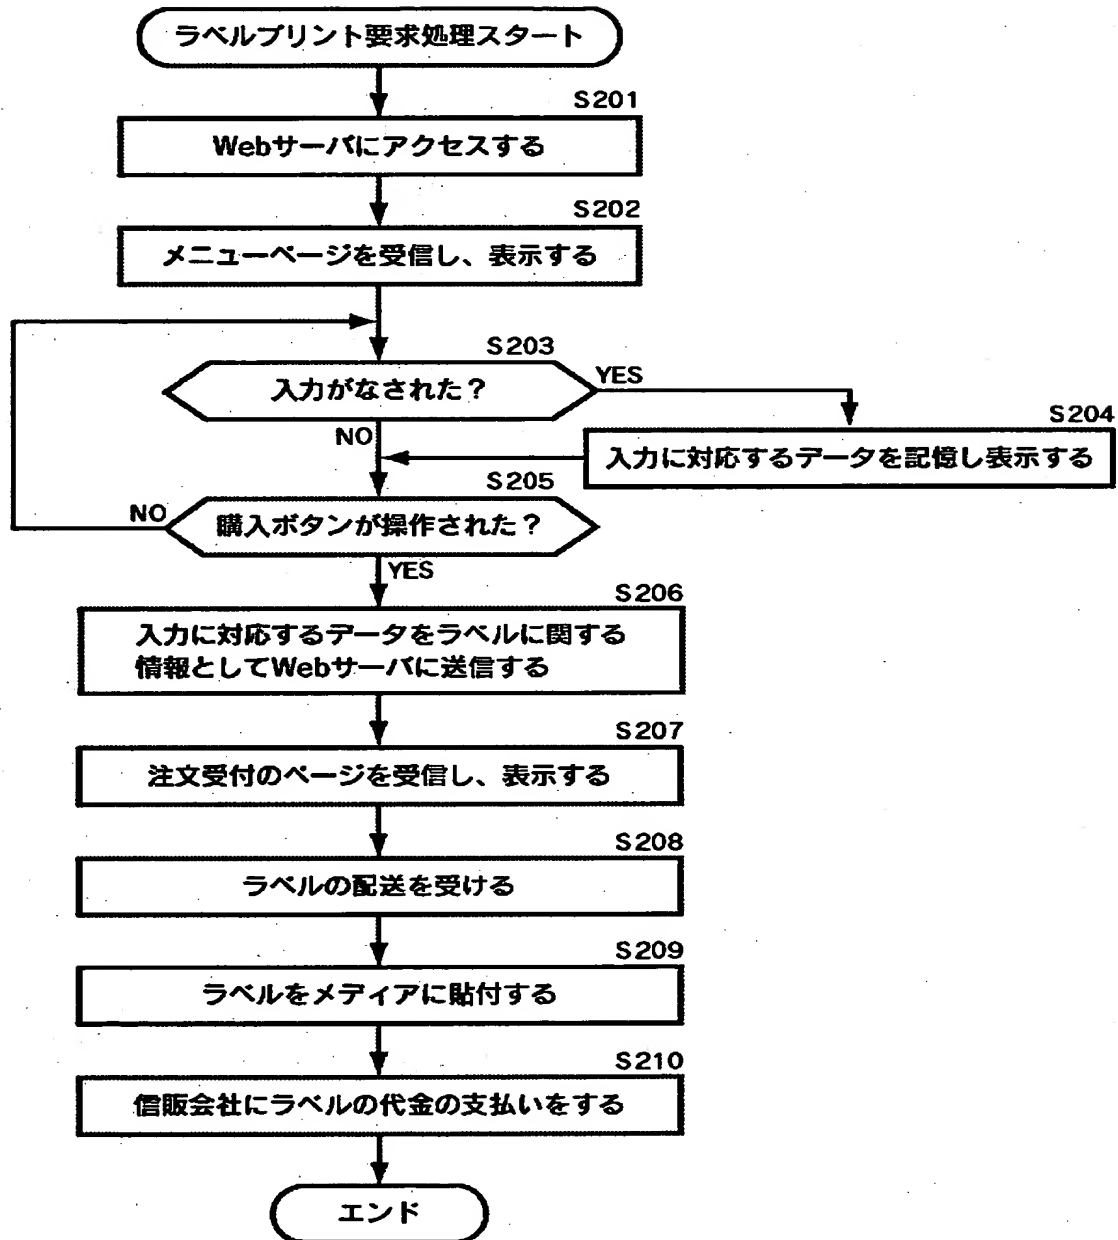 ラベルプリント要求処理スタート
S201
Webサーバにアクセスする
S202
メニューページを受信し、表示する
S203
入力がなされた？
YES
NO
S204
入力に対応するデータを記憶し表示する
S205
購入ボタンが操作された？
NO
YES
S206
入力に対応するデータをラベルに関する
情報としてWebサーバに送信する
S207
注文受付のページを受信し、表示する
S208
ラベルの配送を受ける
S209
ラベルをメディアに貼付する
S210
信販会社にラベルの代金の支払いをする
エンド